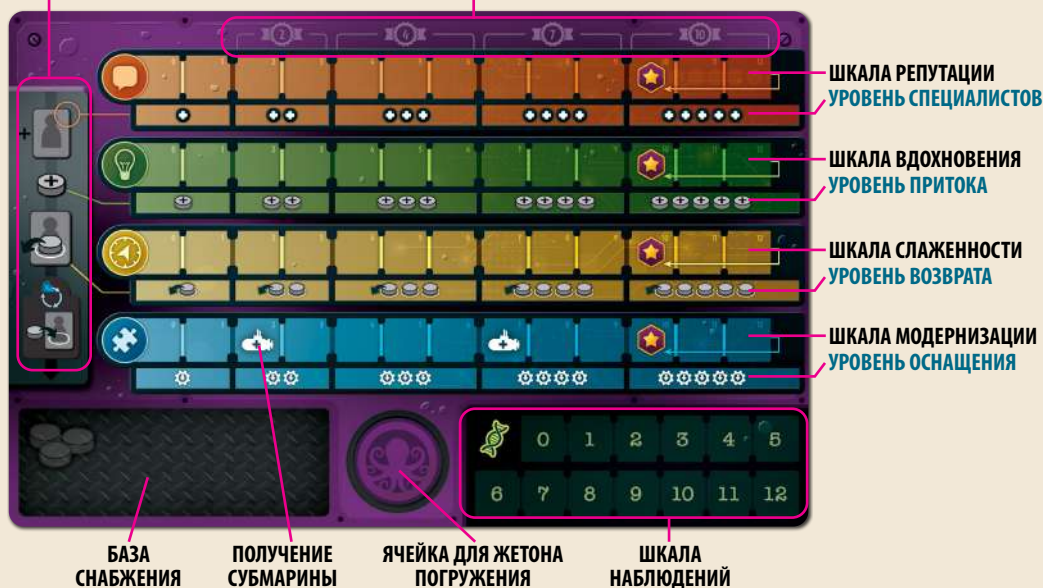 2 4 7 10
ШКАЛА РЕПУТАЦИИ
УРОВЕНЬ СПЕЦИАЛИСТОВ
ШКАЛА ВДОХНОВЕНИЯ
УРОВЕНЬ ПРИТОКА
ШКАЛА СЛАЖЕННОСТИ
УРОВЕНЬ ВОЗВРАТА
ШКАЛА МОДЕРНИЗАЦИИ
УРОВЕНЬ ОСНАЩЕНИЯ
0 1 2 3 4 5
6 7 8 9 10 11 12
БАЗА
СНАБЖЕНИЯ
ПОЛУЧЕНИЕ
СУБМАРИНЫ
ЯЧЕЙКА ДЛЯ ЖЕТОНА
ПОГРУЖЕНИЯ
ШКАЛА
НАБЛЮДЕНИЙ